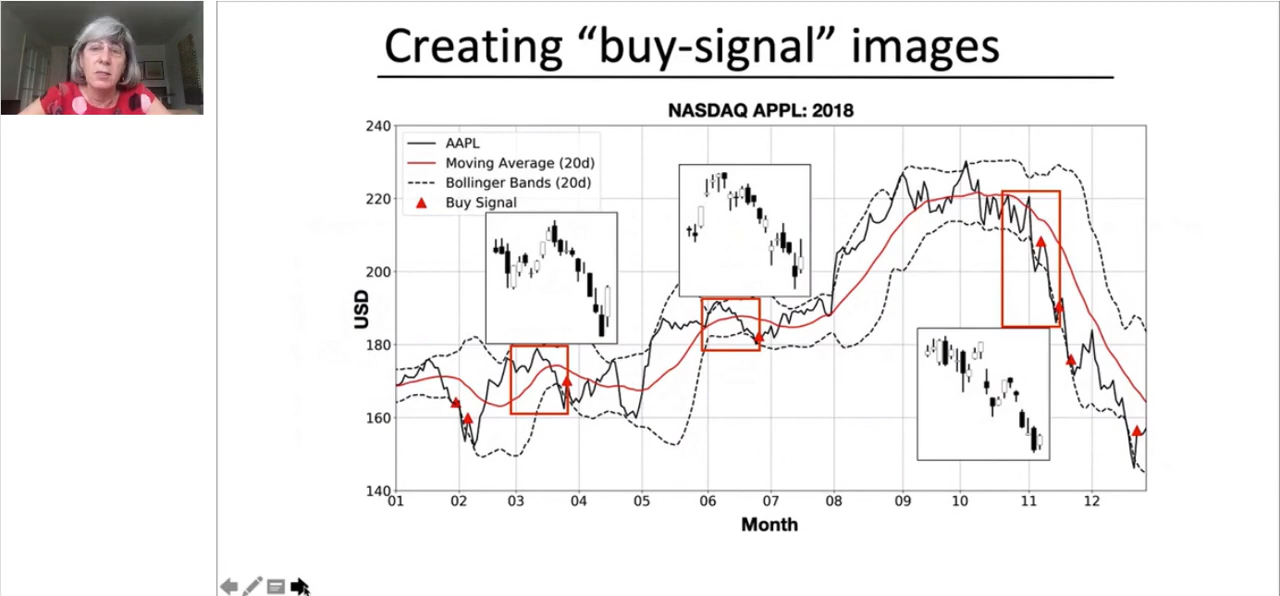 Creating “buy-signal” images
NASDAQ APPL: 2018
AAPL
Moving Average (20d)
Bollinger Bands (20d)
Buy Signal
240
220
200
180
160
140
USD
01 02 03 04 05 06 07 08 09 10 11 12
Month